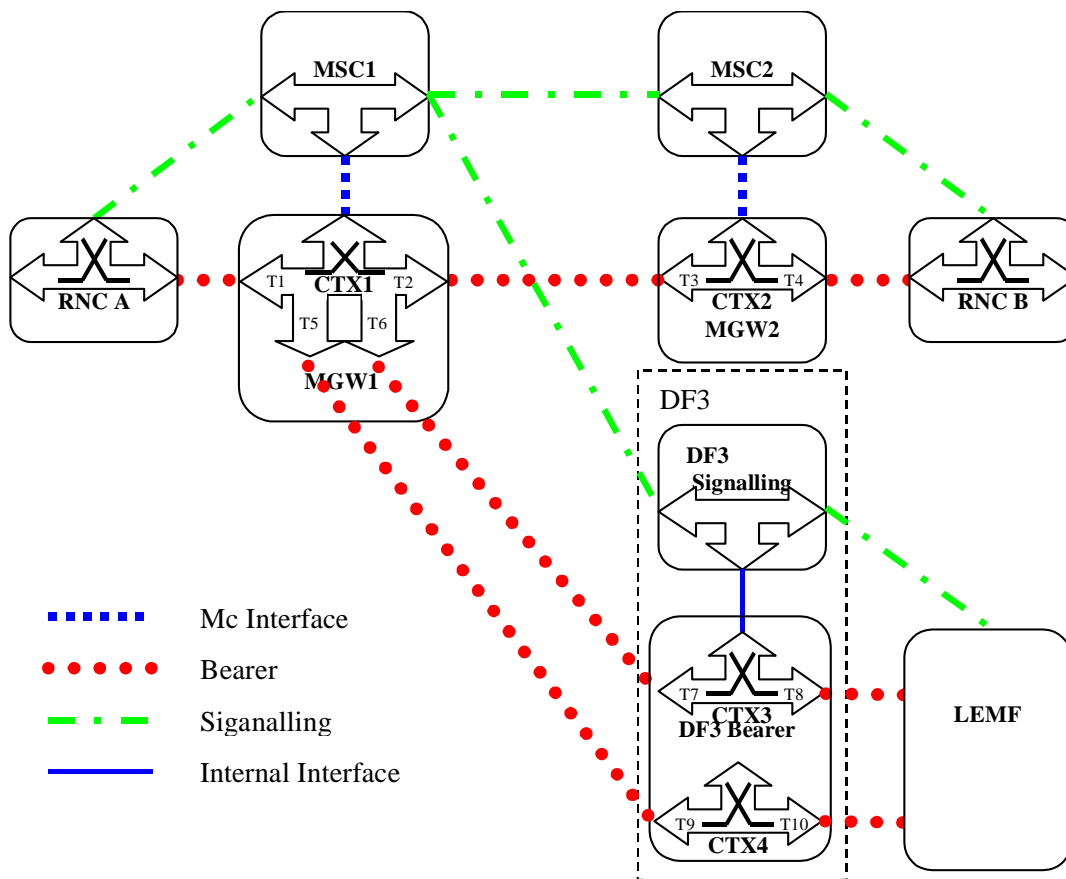 MSC1
MSC2
RNC A
T1
CTX1
T2
T5
T6
MGW1
T3
CTX2
T4
MGW2
RNC B
DF3
DF3
Signalling
T7
CTX3
T8
DF3 Bearer
T9
CTX4
T10
LEMF
Mc Interface
Bearer
Siganalling
Internal Interface